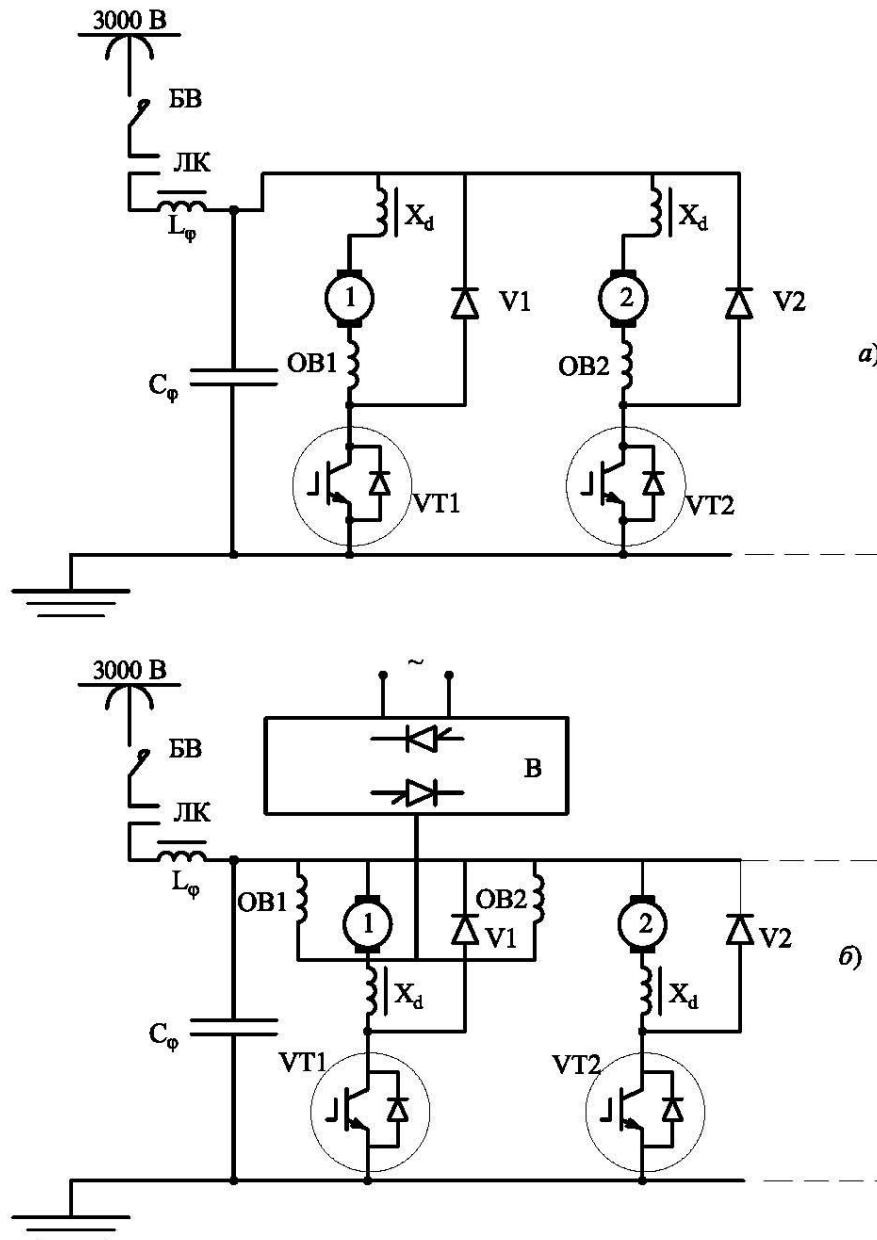 3000 В
БВ
ЛК
Lφ
Xd
Xd
1
V1
2
V2
ОВ1
ОВ2
а)
Cφ
VT1
VT2
3000 В
~
БВ
В
ЛК
Lφ
ОВ1
1
V1
ОВ2
2
V2
б)
Xd
Xd
Cφ
VT1
VT2